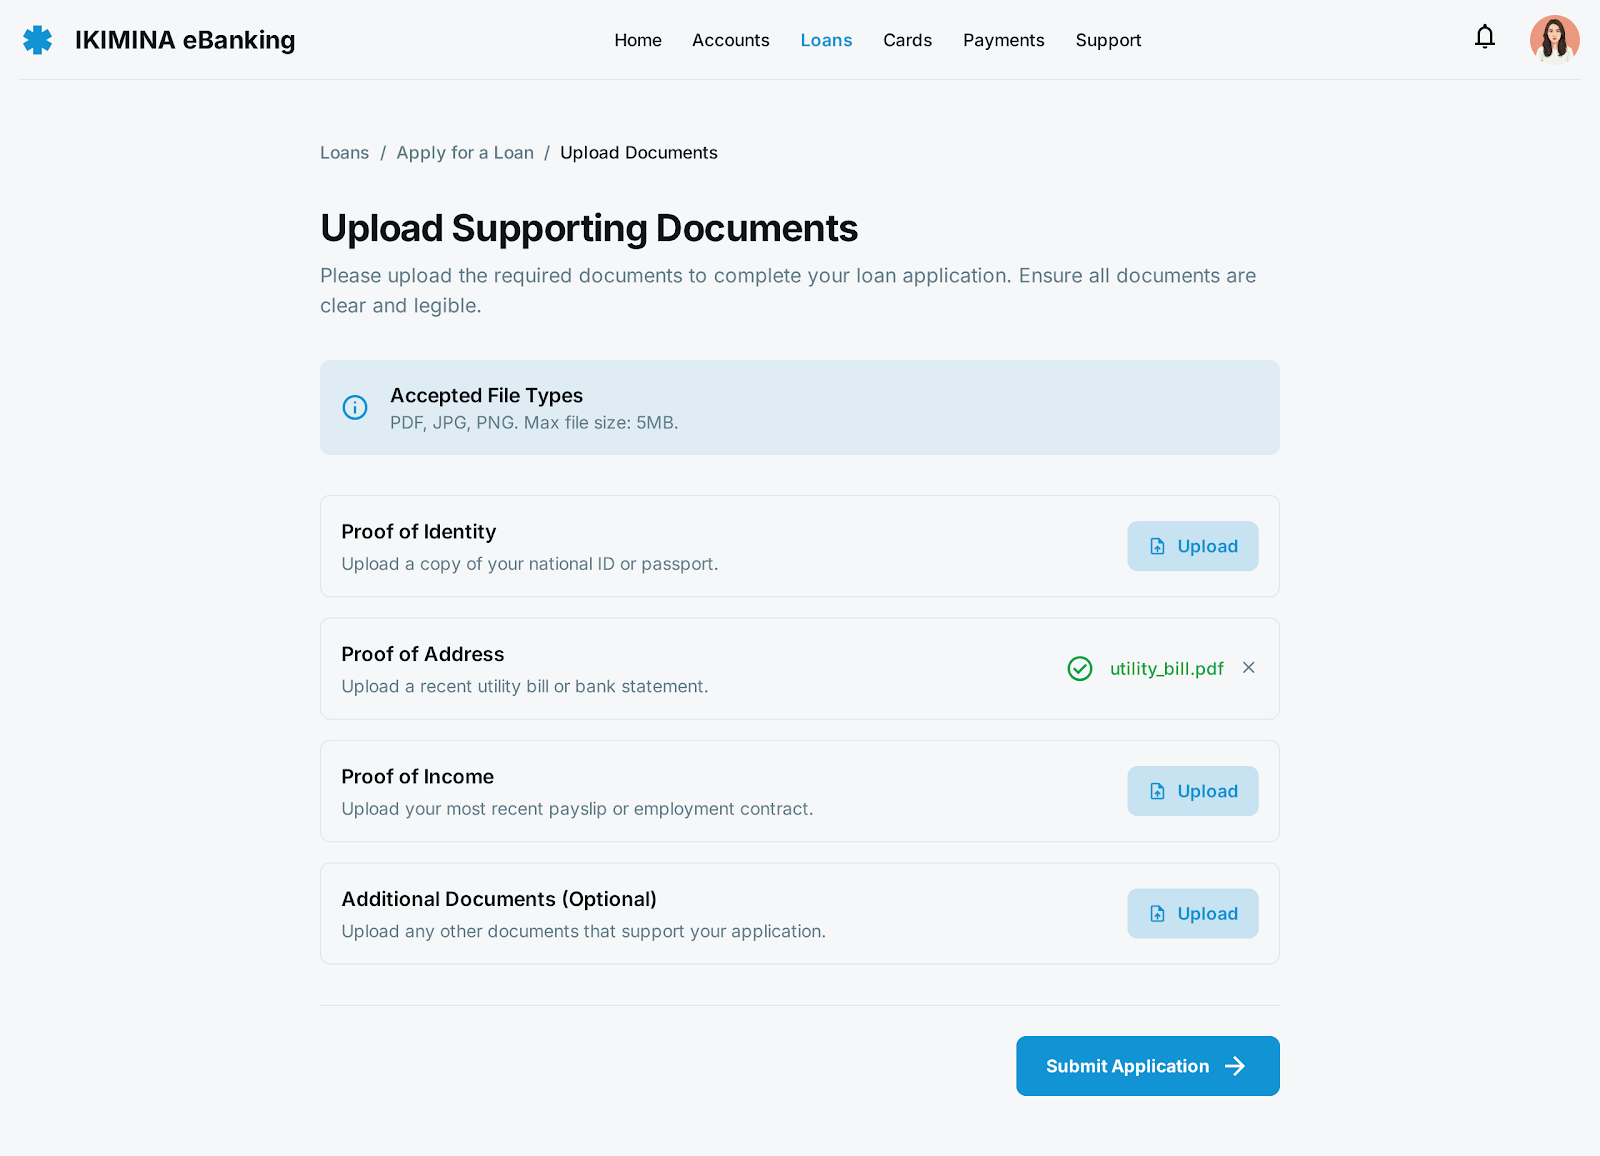 IKIMINA eBanking
Home
Accounts
Loans
Cards
Payments
Support
Loans / Apply for a Loan / Upload Documents
Upload Supporting Documents
Please upload the required documents to complete your loan application. Ensure all documents are
clear and legible.
Accepted File Types
PDF, JPG, PNG. Max file size: 5MB.
Proof of Identity
Upload a copy of your national ID or passport.
Upload
Proof of Address
Upload a recent utility bill or bank statement.
utility_bill.pdf
Proof of Income
Upload your most recent payslip or employment contract.
Upload
Additional Documents (Optional)
Upload any other documents that support your application.
Upload
Submit Application